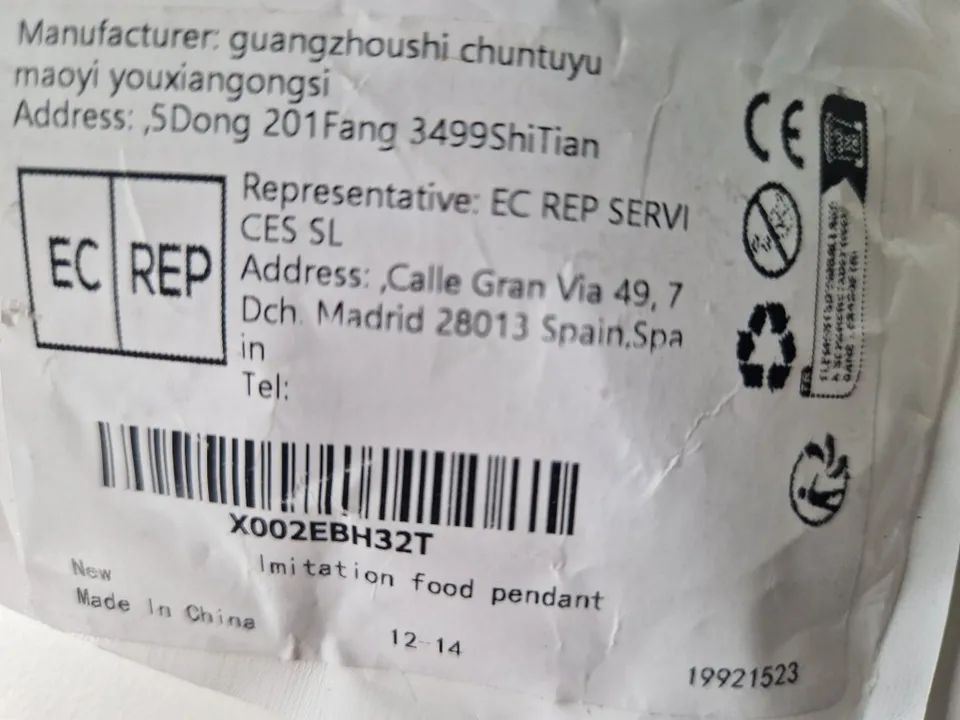 Manufacturer: guangzhoushi chuntuyu
maoyi youxiangongsi
Address: ,5Dong 201Fang 3499ShiTian
EC REP
Representative: EC REP SERVI
CES SL
Address: ,Calle Gran Via 49, 7
Dch. Madrid 28013 Spain,Spa
in
Tel:
CE
X002EBH32T
Imitation food pendant
New
Made In China
12-14
19921523